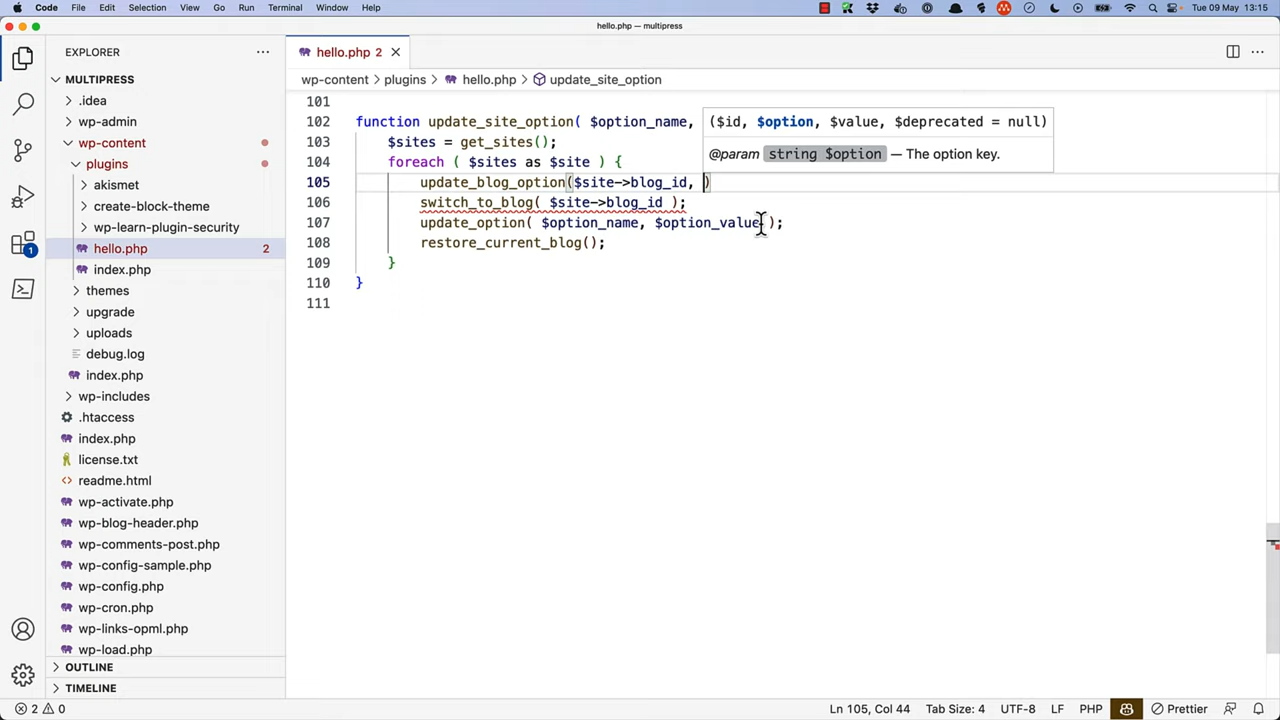 Code File Edit Selection View Go Run Terminal Window Help Tue 09 May 13:15
hello.php — multipress
EXPLORER
MULTIPRESS
.idea
wp-admin
wp-content
plugins
akismet
create-block-theme
wp-learn-plugin-security
hello.php 2
index.php
themes
upgrade
uploads
debug.log
index.php
wp-includes
.htaccess
index.php
license.txt
readme.html
wp-activate.php
wp-blog-header.php
wp-comments-post.php
wp-config-sample.php
wp-config.php
wp-cron.php
wp-links-opml.php
wp-load.php
OUTLINE
TIMELINE
1
hello.php 2
wp-content > plugins > hello.php > update_site_option
101
102 function update_site_option( $option_name,
($id, $option, $value, $deprecated = null)
@param string $option — The option key.
103 $sites = get_sites();
104 foreach ( $sites as $site ) {
105 update_blog_option($site->blog_id, )
106 switch_to_blog( $site->blog_id );
107 update_option( $option_name, $option_value );
108 restore_current_blog();
109 }
110 }
111
2 0 Ln 105, Col 44 Tab Size: 4 UTF-8 LF PHP Prettier